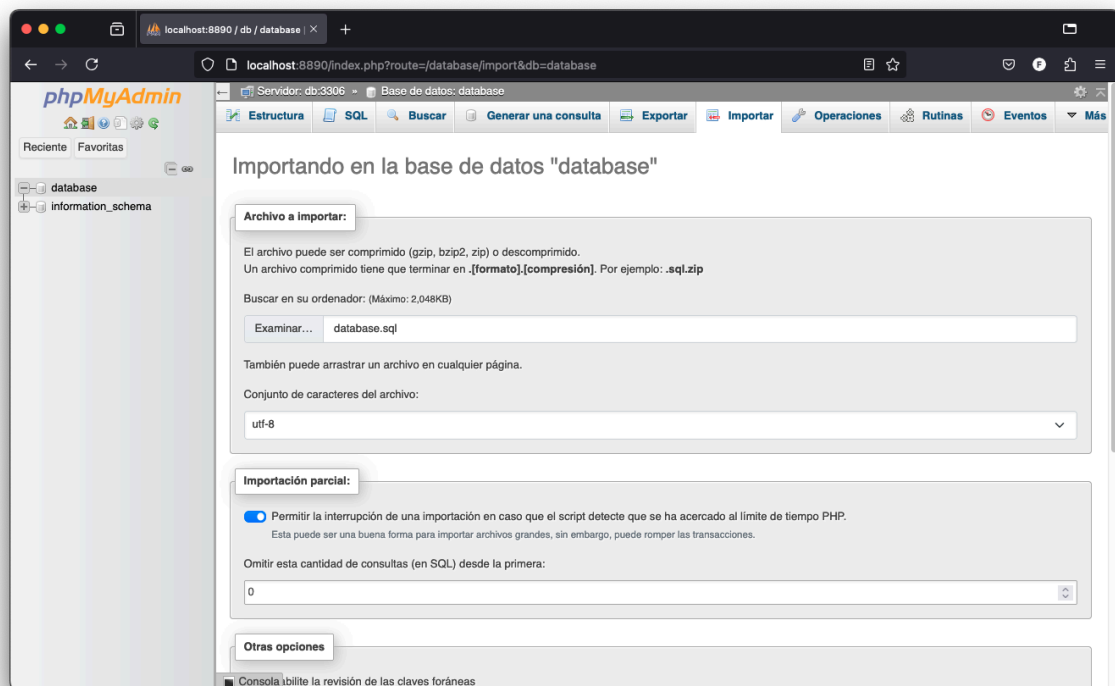 localhost:8890 / db / database |
localhost:8890/index.php?route=/database/import&db=database
F
phpMyAdmin
Reciente Favoritas
database
information_schema
Servidor: db:3306 » Base de datos: database
Estructura SQL Buscar Generar una consulta Exportar Importar Operaciones Rutinas Eventos Más
Importando en la base de datos "database"
Archivo a importar:
El archivo puede ser comprimido (gzip, bzip2, zip) o descomprimido.
Un archivo comprimido tiene que terminar en .[formato].[compresión]. Por ejemplo: .sql.zip
Buscar en su ordenador: (Máximo: 2,048KB)
Examinar... database.sql
También puede arrastrar un archivo en cualquier página.
Conjunto de caracteres del archivo:
utf-8
Importación parcial:
Permitir la interrupción de una importación en caso que el script detecte que se ha acercado al límite de tiempo PHP.
Esta puede ser una buena forma para importar archivos grandes, sin embargo, puede romper las transacciones.
Omitir esta cantidad de consultas (en SQL) desde la primera:
0
Otras opciones
Consola bilite la revisión de las claves foráneas